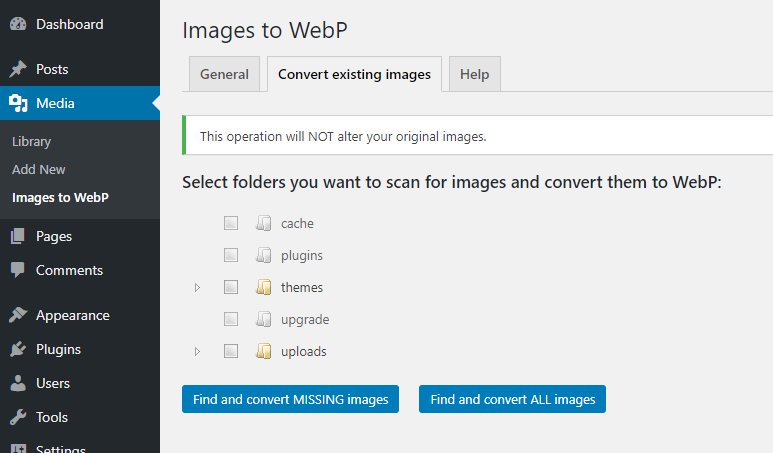 Dashboard
Posts
Media
Library
Add New
Images to WebP
Pages
Comments
Appearance
Plugins
Users
Tools
Settings
Images to WebP
General
Convert existing images
Help
This operation will NOT alter your original images.
Select folders you want to scan for images and convert them to WebP:
cache
plugins
themes
upgrade
uploads
Find and convert MISSING images
Find and convert ALL images